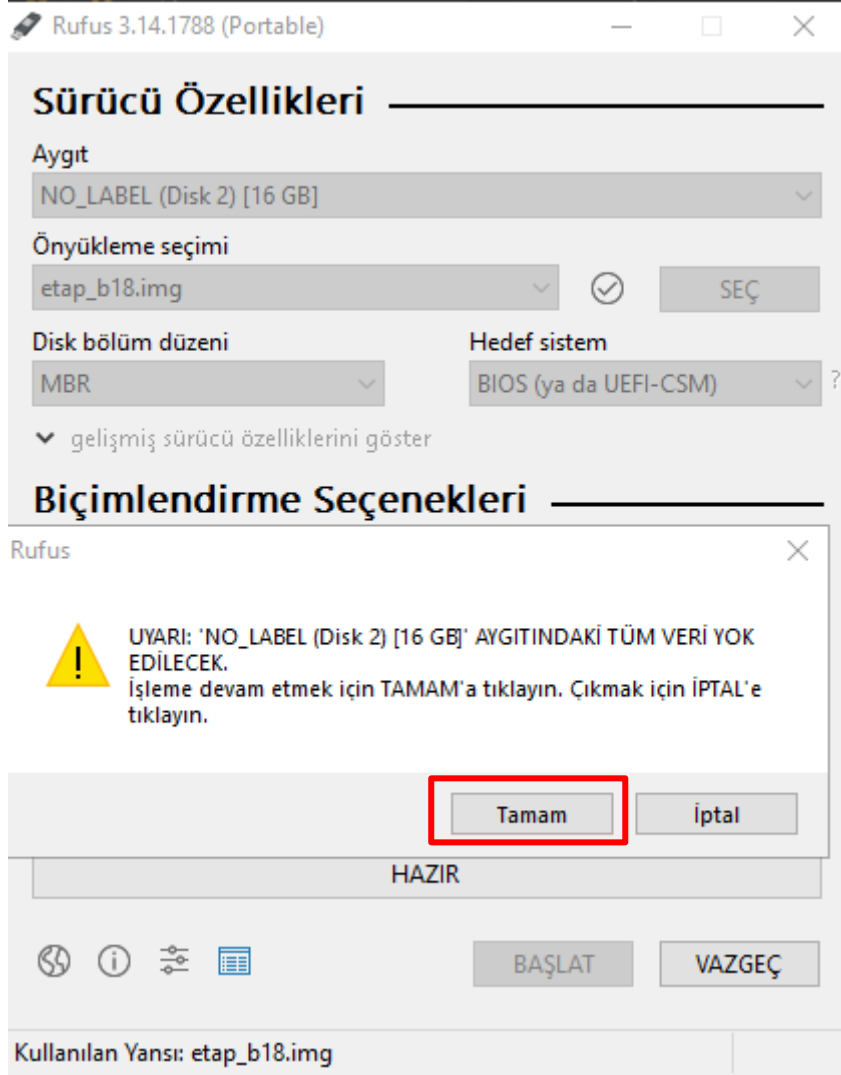 Rufus 3.14.1788 (Portable)
Sürücü Özellikleri
Aygıt
NO_LABEL (Disk 2) [16 GB]
Önyükleme seçimi
etap_b18.img
SEÇ
Disk bölüm düzeni
Hedef sistem
MBR
BIOS (ya da UEFI-CSM)
?
gelişmiş sürücü özelliklerini göster
Biçimlendirme Seçenekleri
Rufus
UYARI: 'NO_LABEL (Disk 2) [16 GB]' AYGITINDAKİ TÜM VERİ YOK
EDİLECEK.
İşleme devam etmek için TAMAM'a tıklayın. Çıkmak için İPTAL'e
tıklayın.
Tamam
İptal
HAZIR
BAŞLAT
VAZGEÇ
Kullanılan Yansı: etap_b18.img